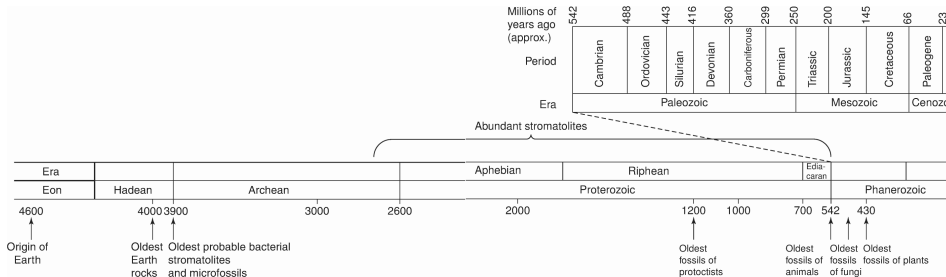 Millions of
years ago
(approx.)
542
488
443
416
360
299
250
200
145
66
23
Period
Cambrian
Ordovician
Silurian
Devonian
Carboniferous
Permian
Triassic
Jurassic
Cretaceous
Paleogene
Era
Paleozoic
Mesozoic
Cenozo
Abundant stromatolites
Era
Aphebian
Riphean
Edia-
caran
Eon
Hadean
Archean
Proterozoic
Phanerozoic
4600
4000
3900
3000
2600
2000
1200
1000
700
542
430
Origin of
Earth
Oldest
Earth
rocks
Oldest probable bacterial
stromatolites
and microfossils
Oldest
fossils of
protoctists
Oldest
fossils of
animals
Oldest
fossils
of fungi
Oldest
fossils of plants